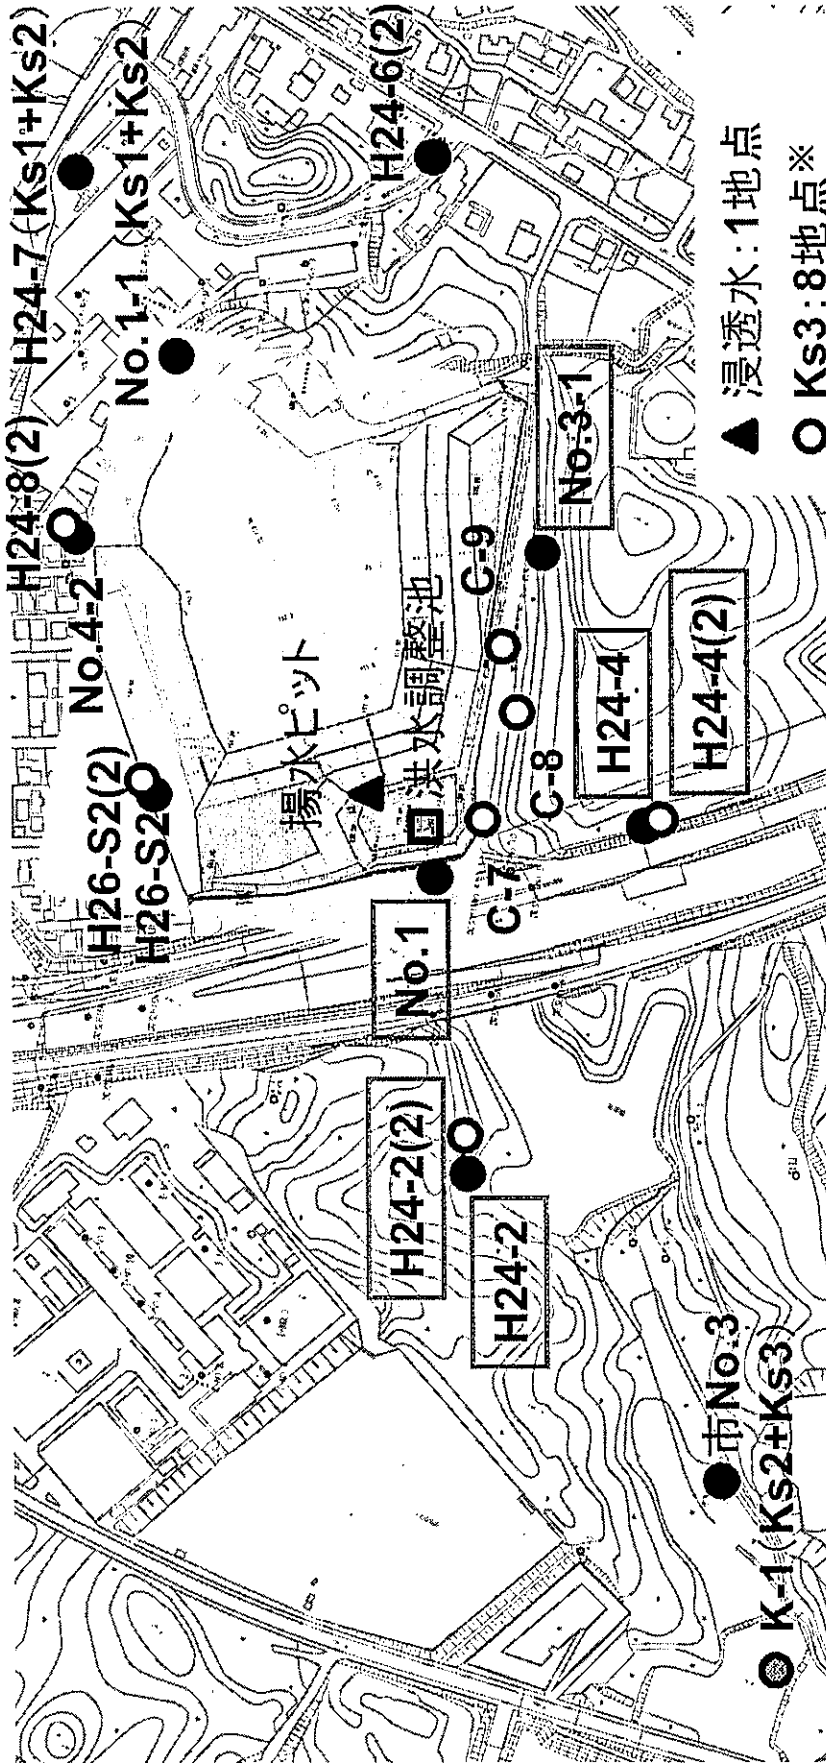 H24-7 (Ks1+Ks2)
No.1-1 (Ks1+Ks2)
H24-6(2)
H24-8(2)
No.4-2
H26-S2(2)
H26-S2
揚水ピット
洪水調整池
C-9
No.3-1
C-8
C-7
H24-4
H24-4(2)
No.1
H24-2(2)
H24-2
市No.3
K-1(Ks2+Ks3)
浸透水:1地点
Ks3:8地点※